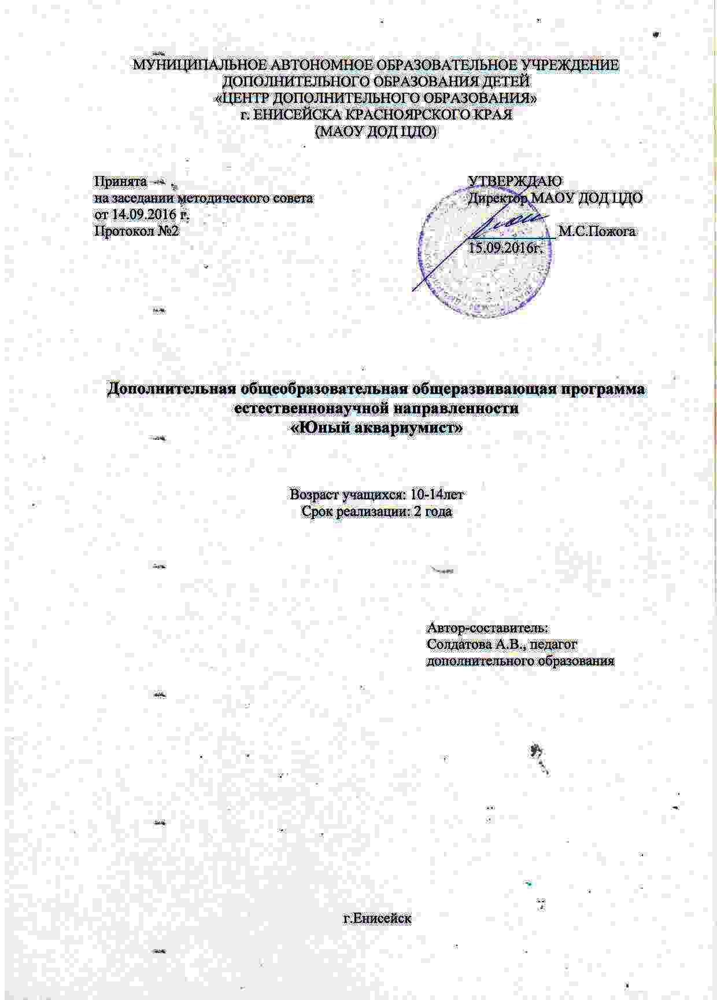 МУНИЦИПАЛЬНОЕ АВТОНОМНОЕ ОБРАЗОВАТЕЛЬНОЕ УЧРЕЖДЕНИЕ
ДОПОЛНИТЕЛЬНОГО ОБРАЗОВАНИЯ ДЕТЕЙ
«ЦЕНТР ДОПОЛНИТЕЛЬНОГО ОБРАЗОВАНИЯ»
г. ЕНИСЕЙСКА КРАСНОЯРСКОГО КРАЯ
(МАОУ ДОД ЦДО)
Принята
на заседании методического совета
от 14.09.2016 г.
Протокол №2
УТВЕРЖДАЮ
Директор МАОУ ДОД ЦДО
М.С.Пожога
15.09.2016г.
Дополнительная общеобразовательная общеразвивающая программа
естественнонаучной направленности
«Юный аквариумист»
Возраст учащихся: 10-14лет
Срок реализации: 2 года
Автор-составитель:
Солдатова А.В., педагог
дополнительного образования
г.Енисейск